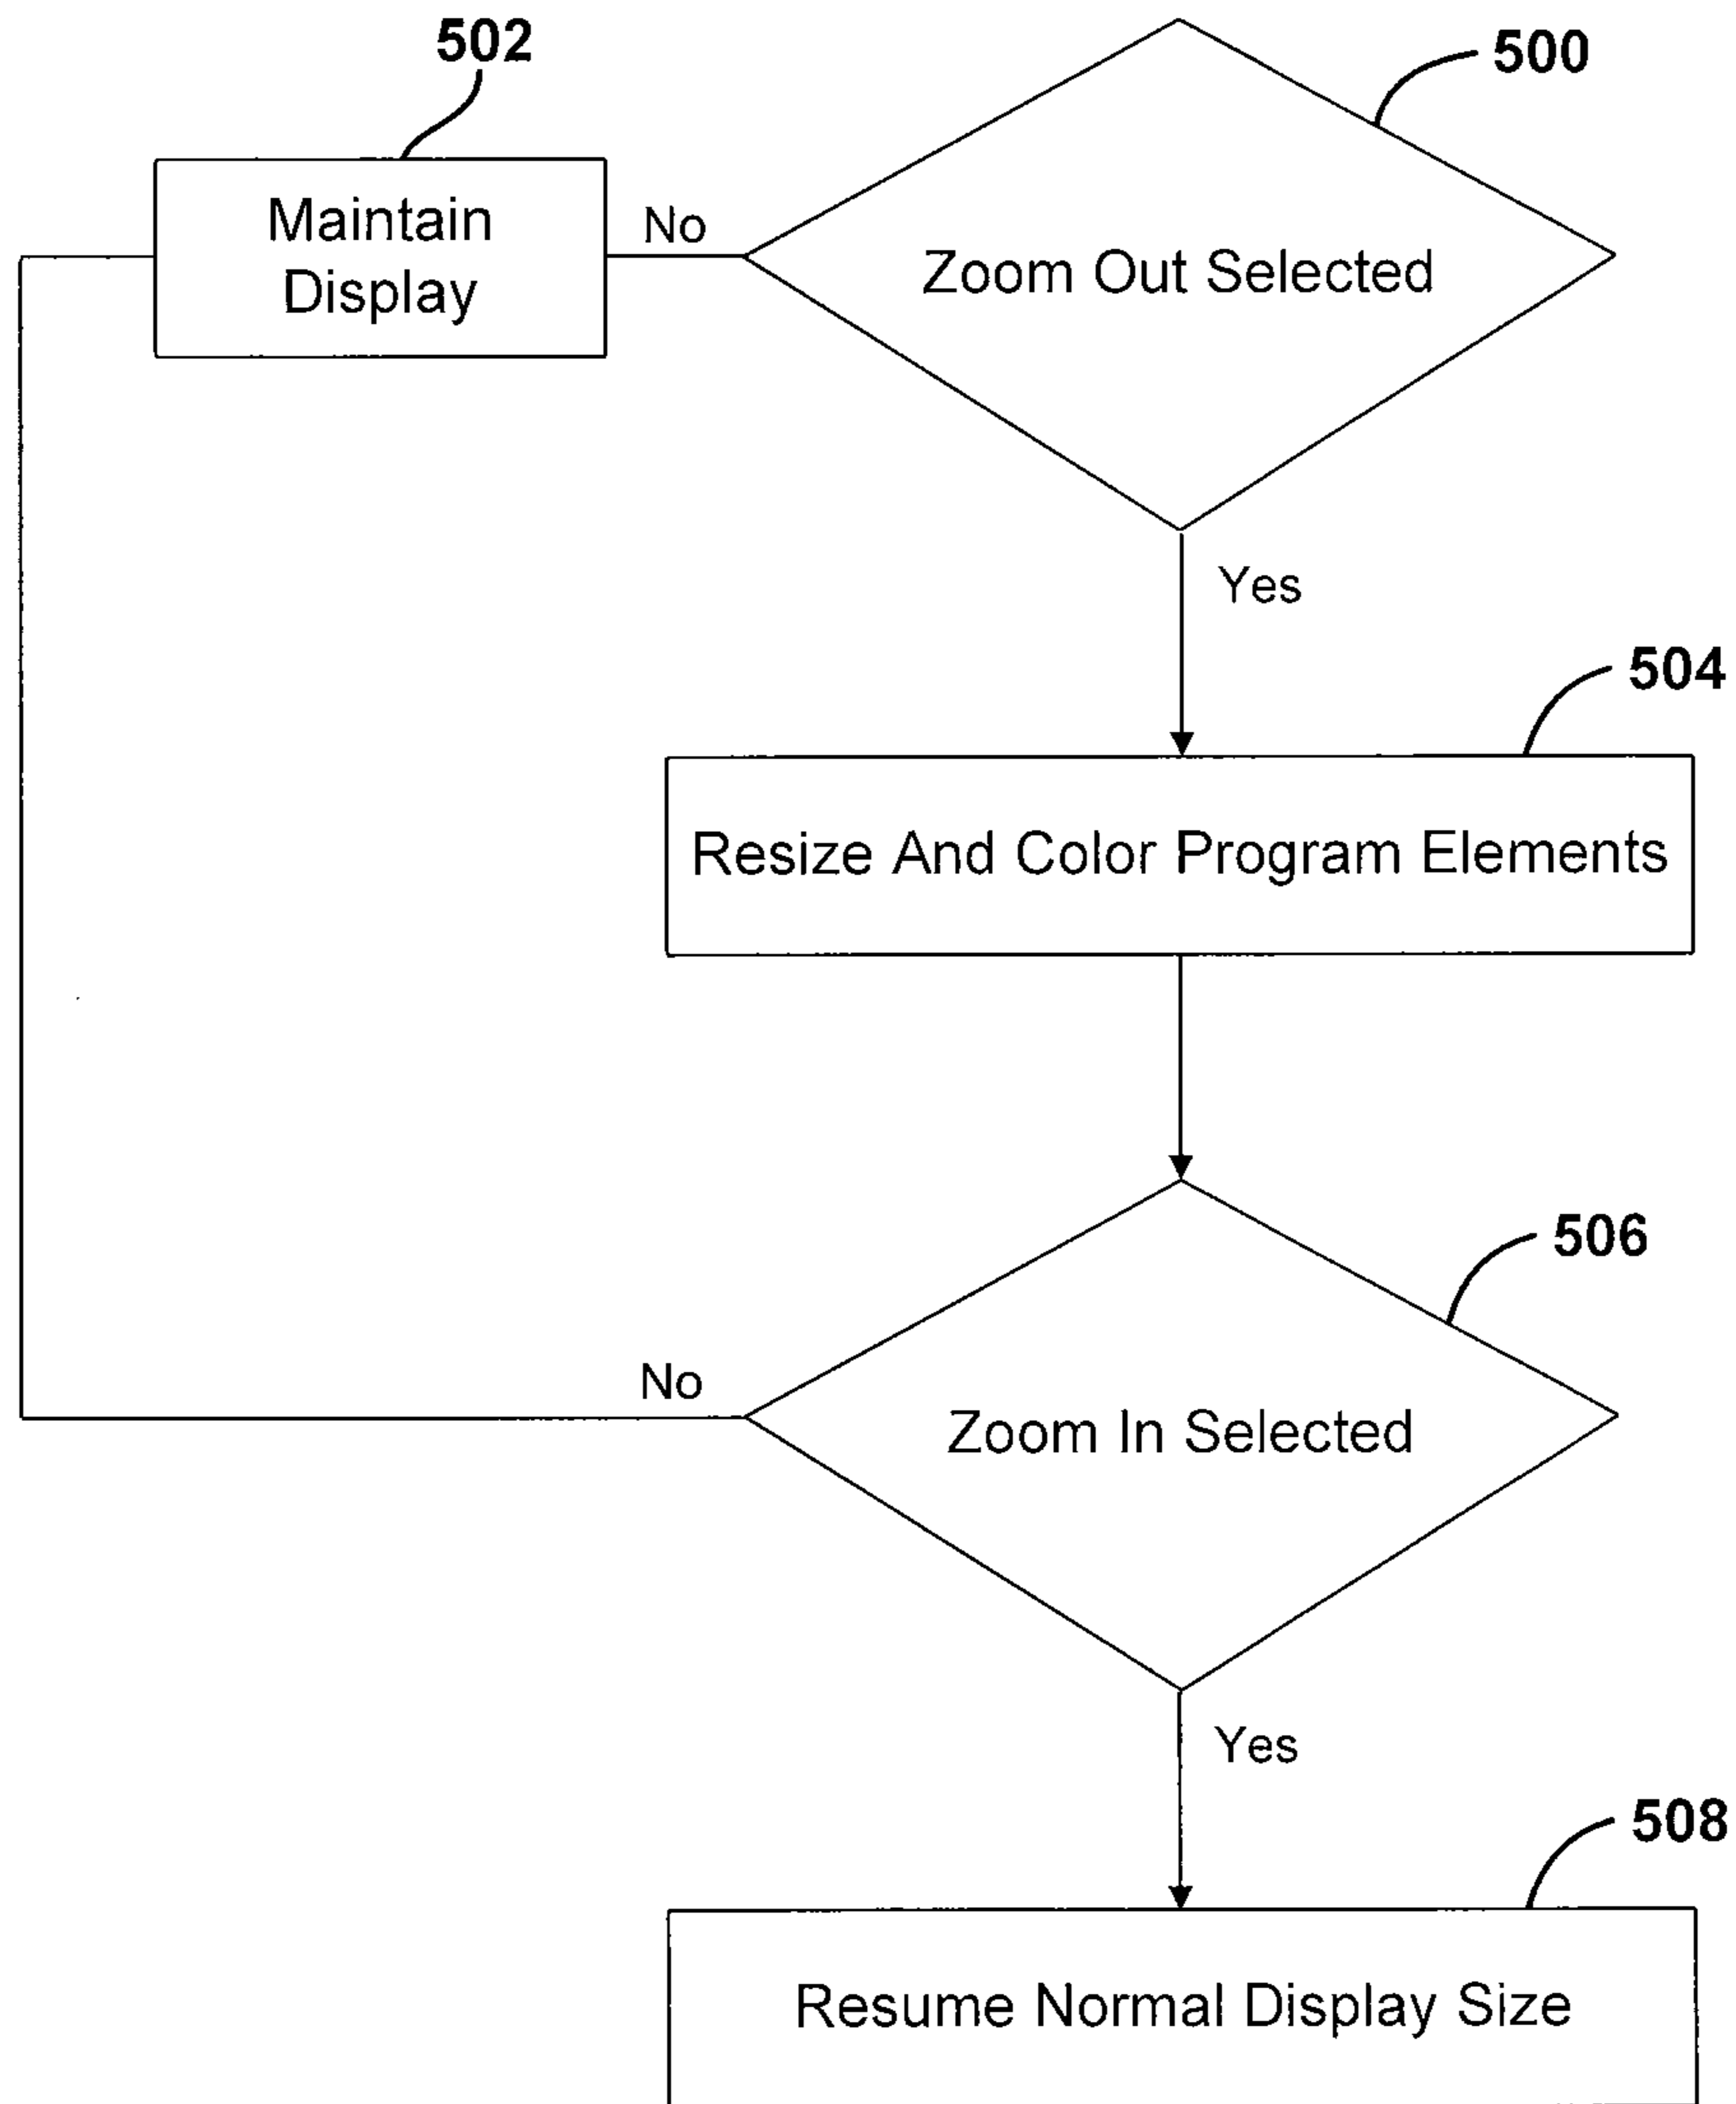 502
500
Maintain
Display
No
Zoom Out Selected
Yes
504
Resize And Color Program Elements
506
No
Zoom In Selected
Yes
508
Resume Normal Display Size